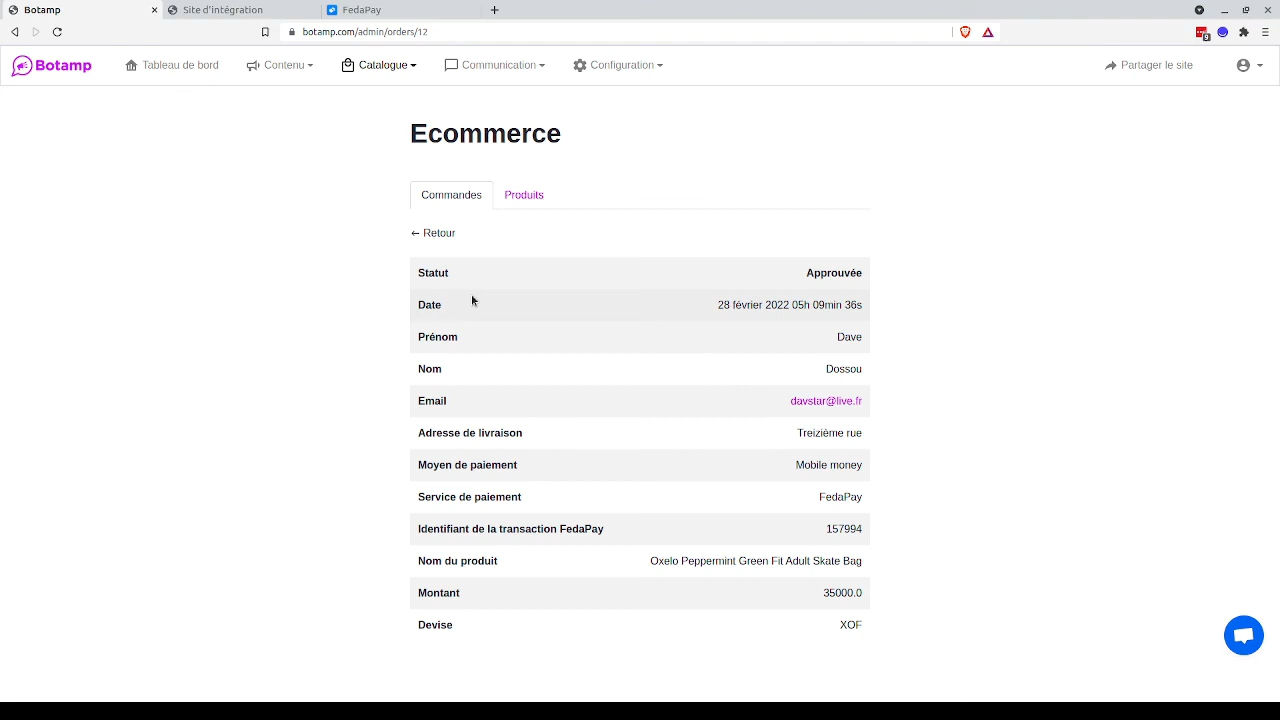 Botamp
Site d'intégration
FedaPay
botamp.com/admin/orders/12
9
Botamp
Tableau de bord
Contenu
Catalogue
Communication
Configuration
Partager le site
Ecommerce
Commandes
Produits
← Retour
Statut Approuvée
Date 28 février 2022 05h 09min 36s
Prénom Dave
Nom Dossou
Email davstar@live.fr
Adresse de livraison Treizième rue
Moyen de paiement Mobile money
Service de paiement FedaPay
Identifiant de la transaction FedaPay 157994
Nom du produit Oxelo Peppermint Green Fit Adult Skate Bag
Montant 35000.0
Devise XOF